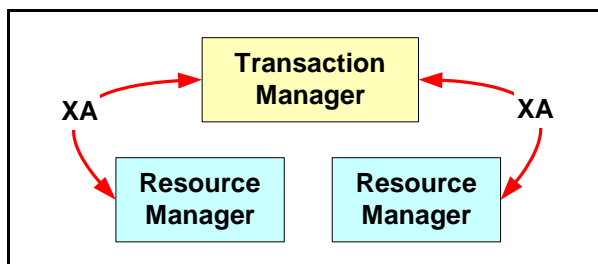 Transaction
Manager
XA
XA
Resource
Manager
Resource
Manager